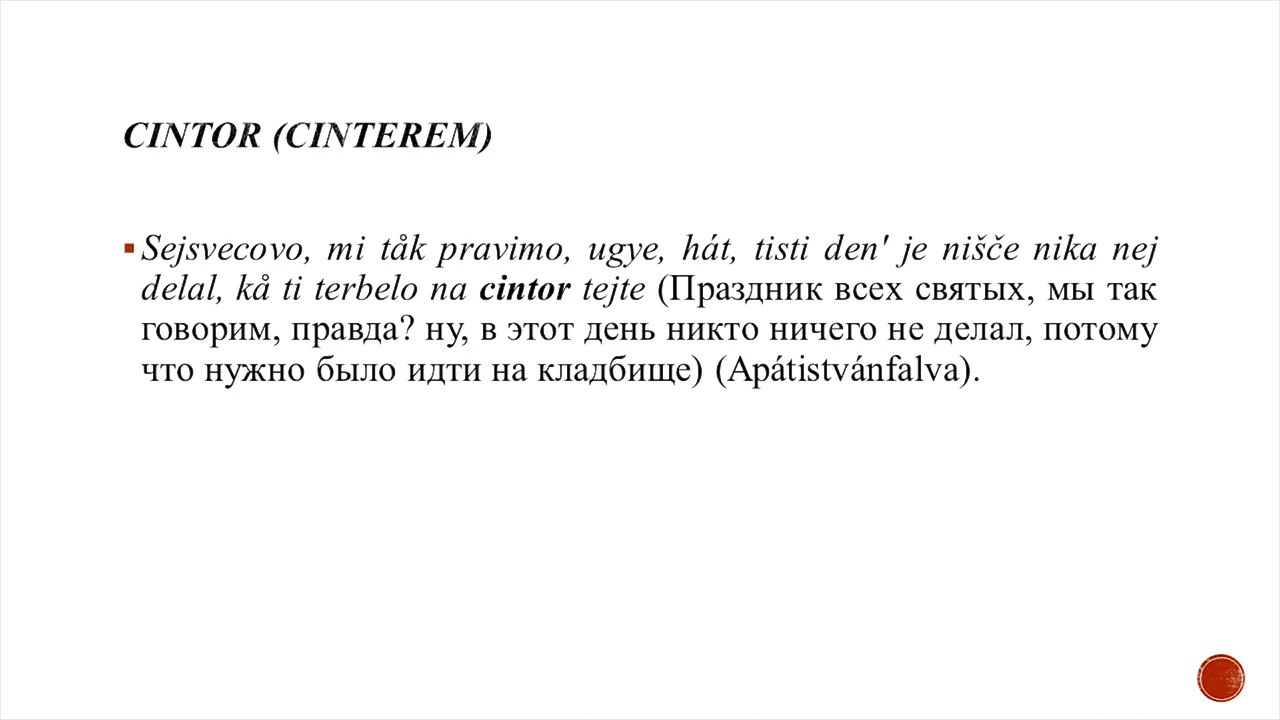 CINTOR (CINTEREM)
Sejsvecovo, mi tåk pravimo, ugye, hát, tisti den' je nišče nika nej
delal, kå ti terbelo na cintor tejte (Праздник всех святых, мы так
говорим, правда? ну, в этот день никто ничего не делал, потому
что нужно было идти на кладбище) (Apátistvánfalva).